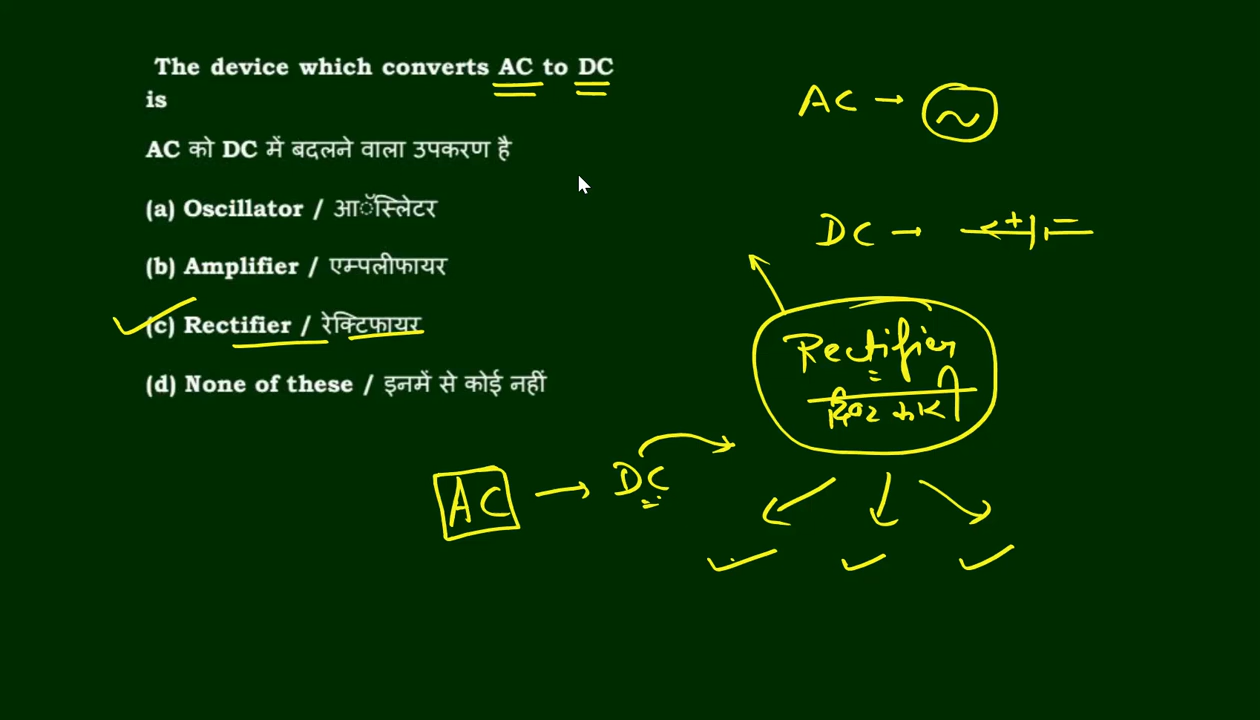 The device which converts AC to DC
is
AC को DC में बदलने वाला उपकरण है
(a) Oscillator / आॅस्लेिटर
(b) Amplifier / एम्पलीफायर
(c) Rectifier / रेक्टिफायर
(d) None of these / इनमें से कोई नहीं
AC →
DC → + =
Rectifier
AC → DC